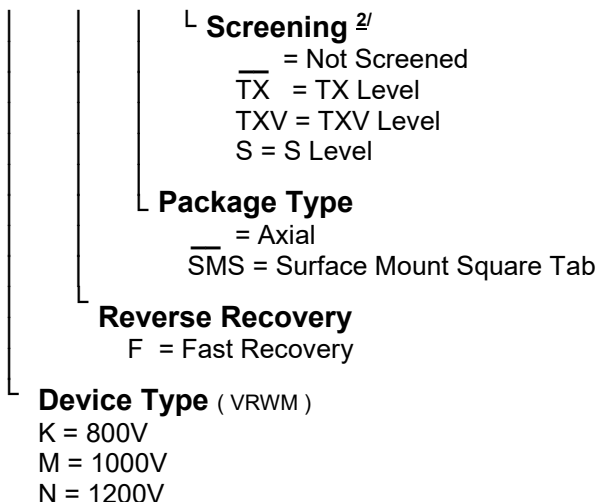 Screening 2/
__ = Not Screened
TX = TX Level
TXV = TXV Level
S = S Level
Package Type
__ = Axial
SMS = Surface Mount Square Tab
Reverse Recovery
F = Fast Recovery
Device Type ( VRWM )
K = 800V
M = 1000V
N = 1200V